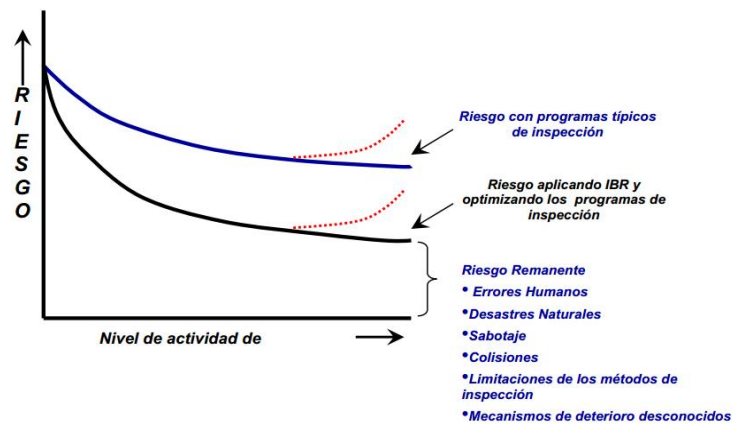 RIESGO
Riesgo con programas típicos
de inspección
Riesgo aplicando IBR y
optimizando los programas de
inspección
Riesgo Remanente
• Errores Humanos
•Desastres Naturales
•Sabotaje
•Colisiones
•Limitaciones de los métodos de
inspección
•Mecanismos de deterioro desconocidos
Nivel de actividad de